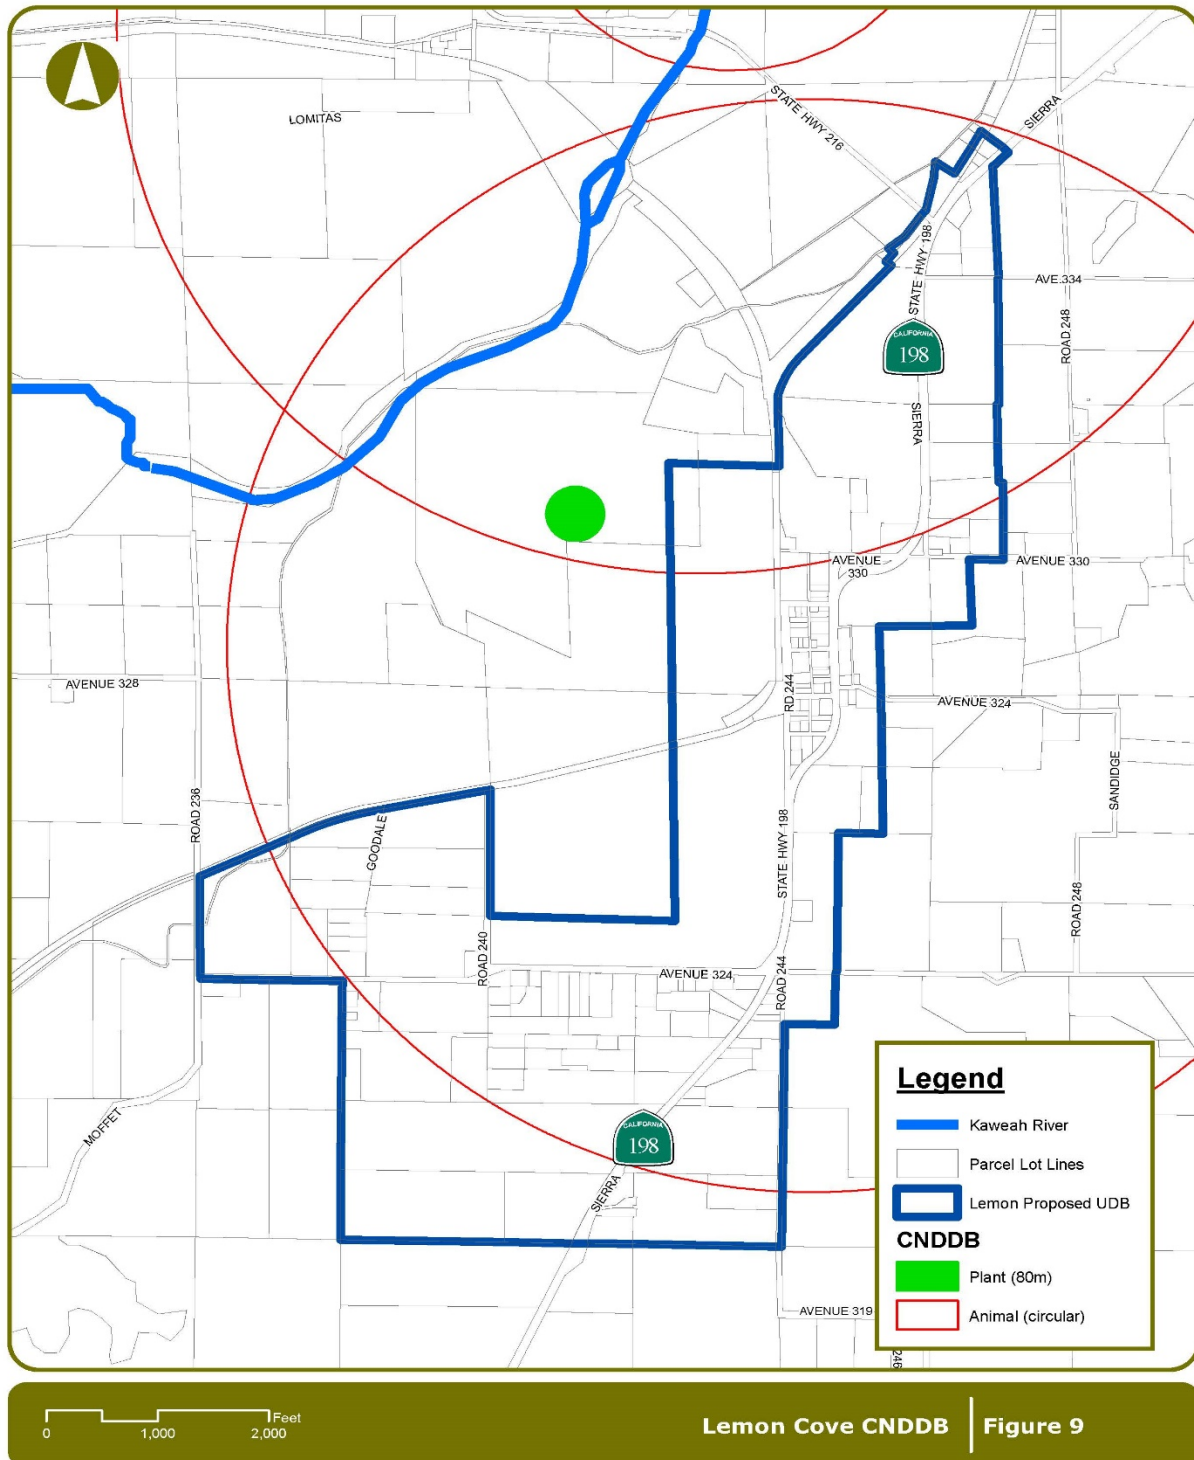 LOMITAS
STATE HWY 216
SIERRA
STATE HWY 198
AVE.334
ROAD 248
CALIFORNIA
198
SIERRA
AVENUE
330
AVENUE 330
AVENUE 328
RD 244
AVENUE 324
SANDIDGE
ROAD 236
GOODALE
STATE HWY 198
ROAD 248
ROAD 240
AVENUE 324
ROAD 244
MOFFET
CALIFORNIA
198
SIERRA
AVENUE 319
246
Legend
Kaweah River
Parcel Lot Lines
Lemon Proposed UDB
CNDDB
Plant (80m)
Animal (circular)
Feet
0 1,000 2,000
Lemon Cove CNDDB | Figure 9